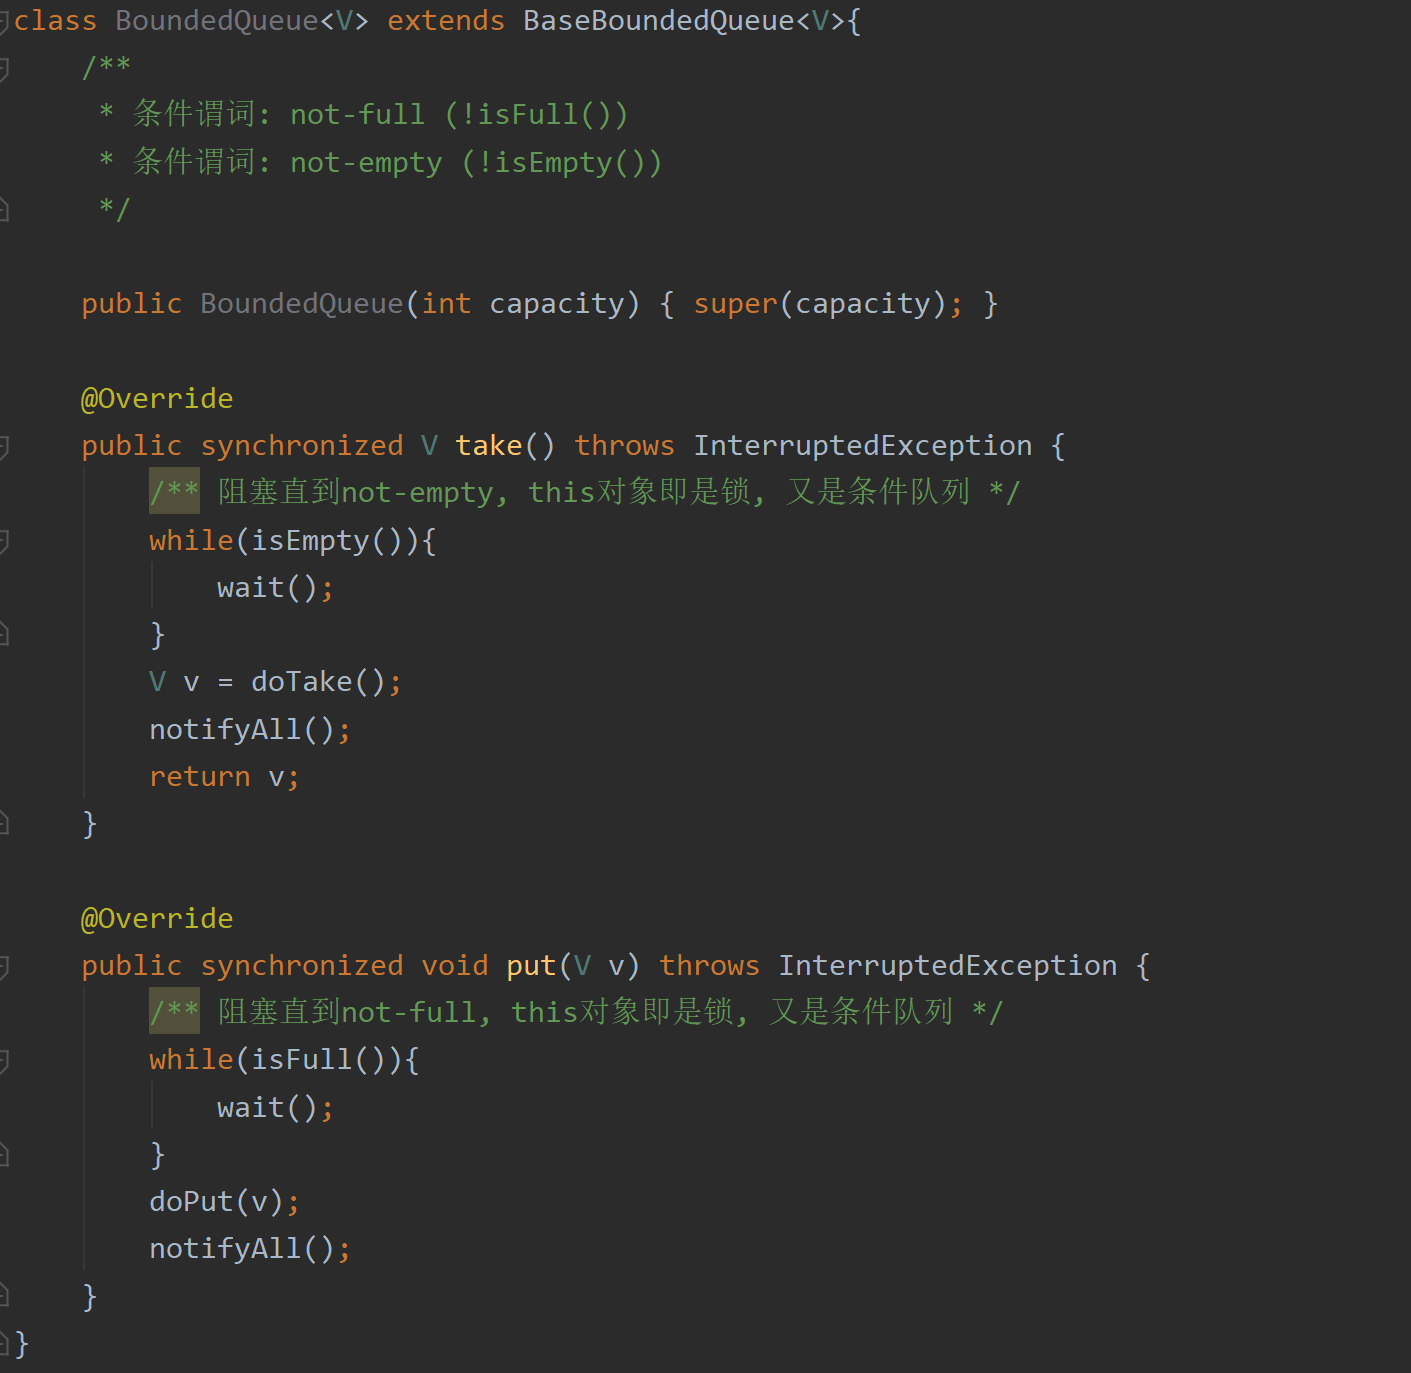 class BoundedQueue<V> extends BaseBoundedQueue<V>{
    /**
     * 条件谓词: not-full (!isFull())
     * 条件谓词: not-empty (!isEmpty())
     */
    public BoundedQueue(int capacity) { super(capacity); }
    @Override
    public synchronized V take() throws InterruptedException {
        /** 阻塞直到not-empty, this对象即是锁, 又是条件队列 */
        while(isEmpty()){
            wait();
        }
        V v = doTake();
        notifyAll();
        return v;
    }
    @Override
    public synchronized void put(V v) throws InterruptedException {
        /** 阻塞直到not-full, this对象即是锁, 又是条件队列 */
        while(isFull()){
            wait();
        }
        doPut(v);
        notifyAll();
    }
}